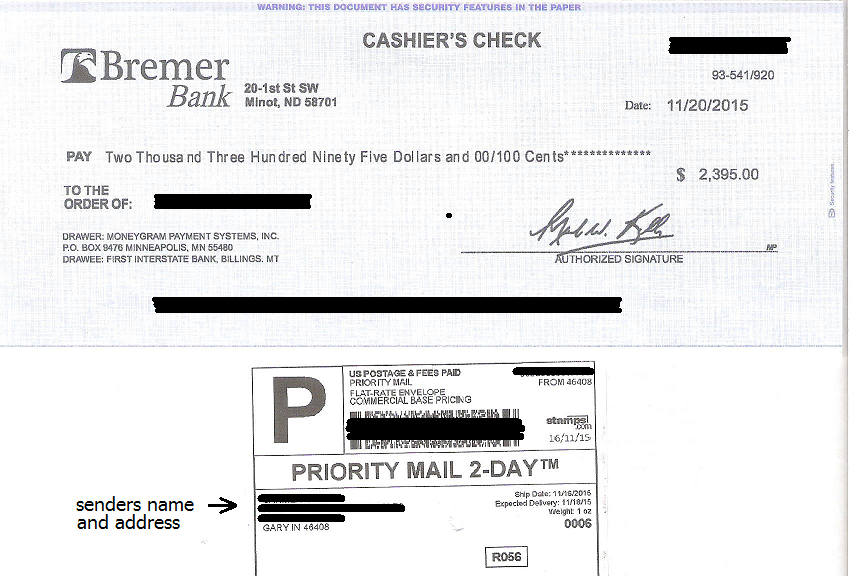 WARNING: THIS DOCUMENT HAS SECURITY FEATURES IN THE PAPER
CASHIER'S CHECK
Bremer
Bank
20-1st St SW
Minot, ND 58701
93-541/920
Date: 11/20/2015
PAY Two Thousand Three Hundred Ninety Five Dollars and 00/100 Cents**************
$ 2,395.00
TO THE
ORDER OF:
Security features.
DRAWER: MONEYGRAM PAYMENT SYSTEMS, INC.
P.O. BOX 9476 MINNEAPOLIS, MN 55480
DRAWEE: FIRST INTERSTATE BANK, BILLINGS. MT
MP
AUTHORIZED SIGNATURE
P
US POSTAGE & FEES PAID
PRIORITY MAIL
FLAT-RATE ENVELOPE
COMMERCIAL BASE PRICING
FROM 46408
stamps
.com
16/11/15
PRIORITY MAIL 2-DAY™
senders name
and address
GARY IN 46408
Ship Date: 11/16/2015
Expected Delivery: 11/18/15
Weight: 1 oz
0006
R056